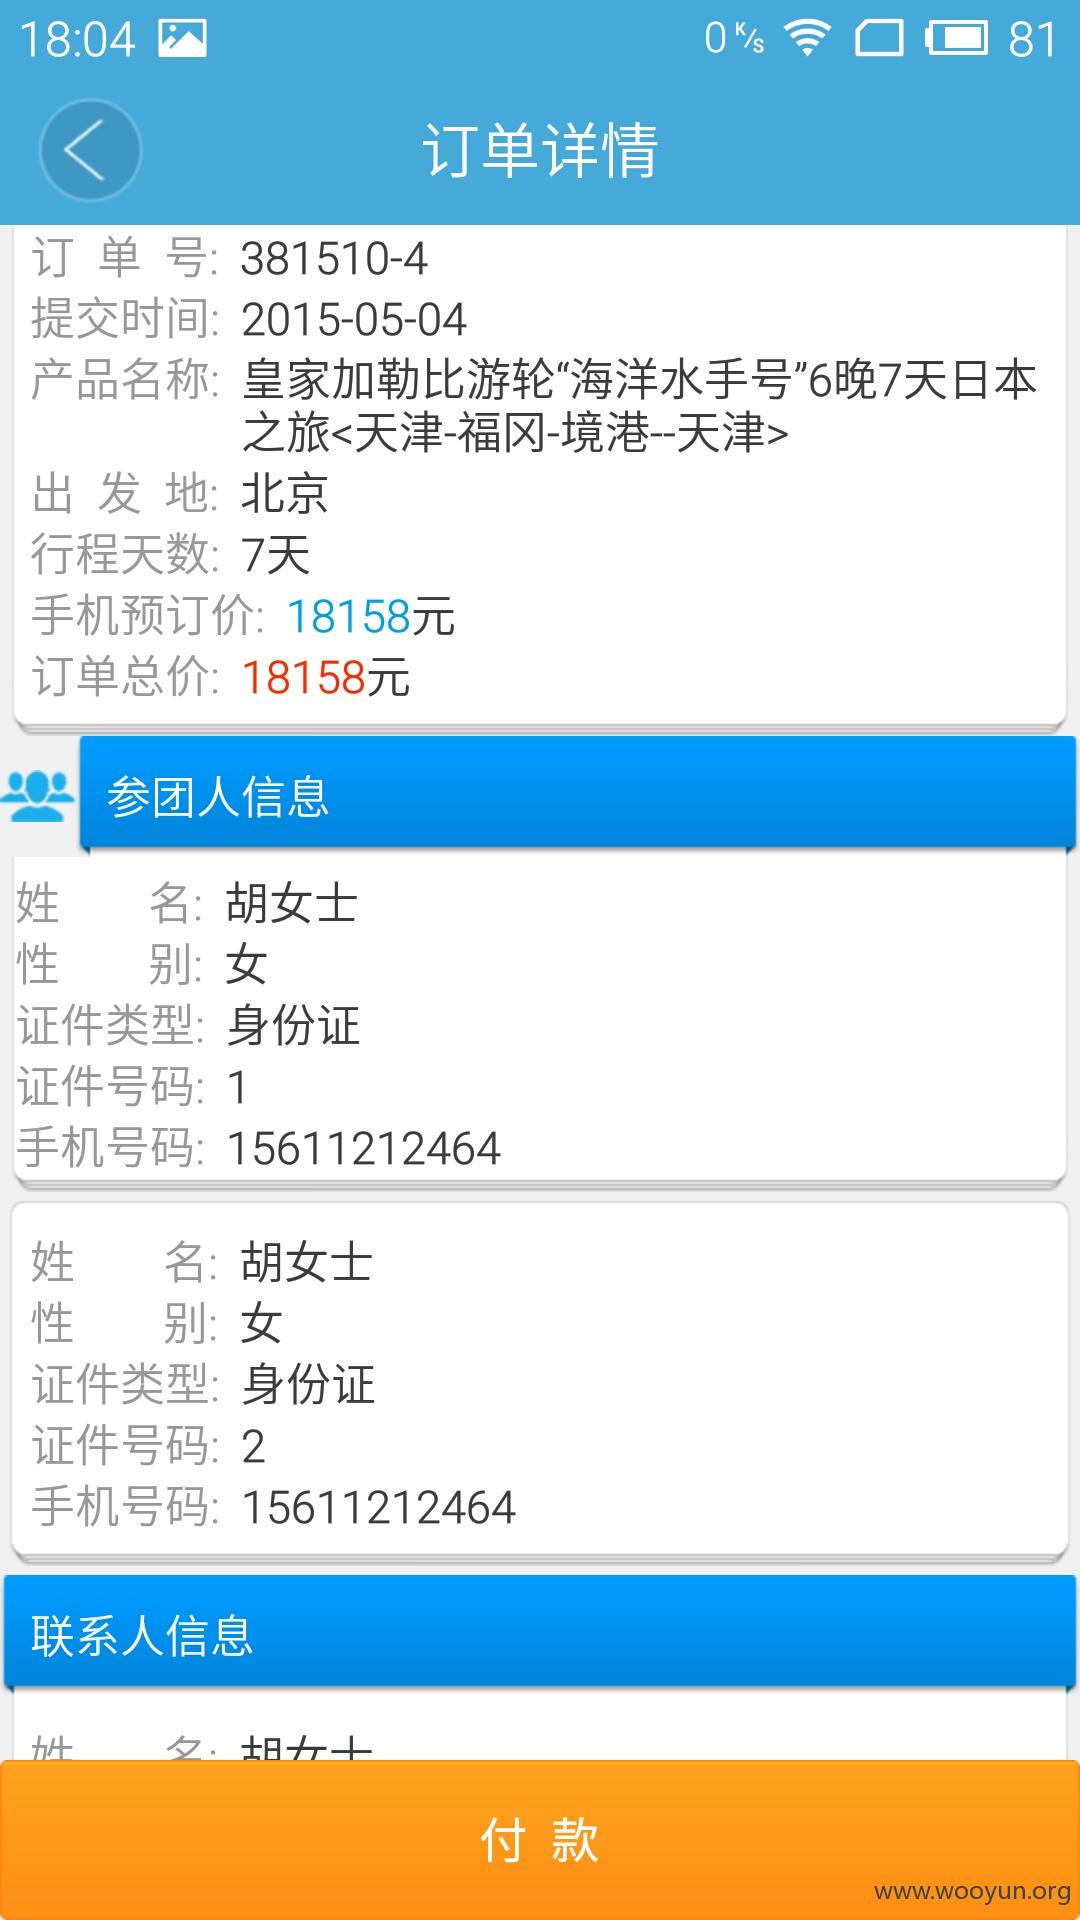 18:04 0 K/s 81
订单详情
订 单 号: 381510-4
提交时间: 2015-05-04
产品名称: 皇家加勒比游轮“海洋水手号”6晚7天日本
之旅<天津-福冈-境港--天津>
出 发 地: 北京
行程天数: 7天
手机预订价: 18158元
订单总价: 18158元
参团人信息
姓 名: 胡女士
性 别: 女
证件类型: 身份证
证件号码: 1
手机号码: 15611212464
姓 名: 胡女士
性 别: 女
证件类型: 身份证
证件号码: 2
手机号码: 15611212464
联系人信息
姓 名: 胡女士
付 款
www.wooyun.org